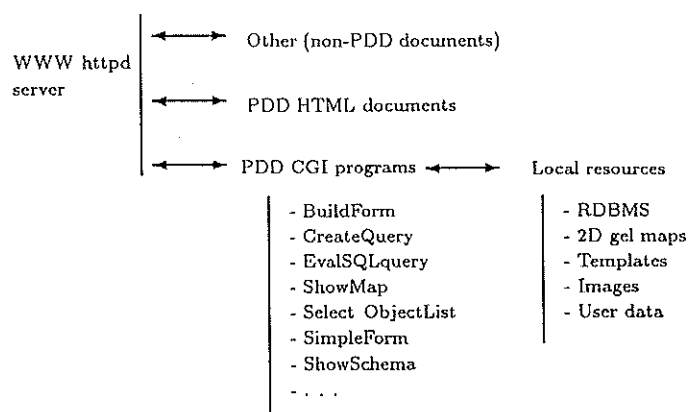 Other (non-PDD documents)
WWW httpd
server
PDD HTML documents
PDD CGI programs
Local resources
- BuildForm
- CreateQuery
- EvalSQLquery
- ShowMap
- Select ObjectList
- SimpleForm
- ShowSchema
- . . .
- RDBMS
- 2D gel maps
- Templates
- Images
- User data